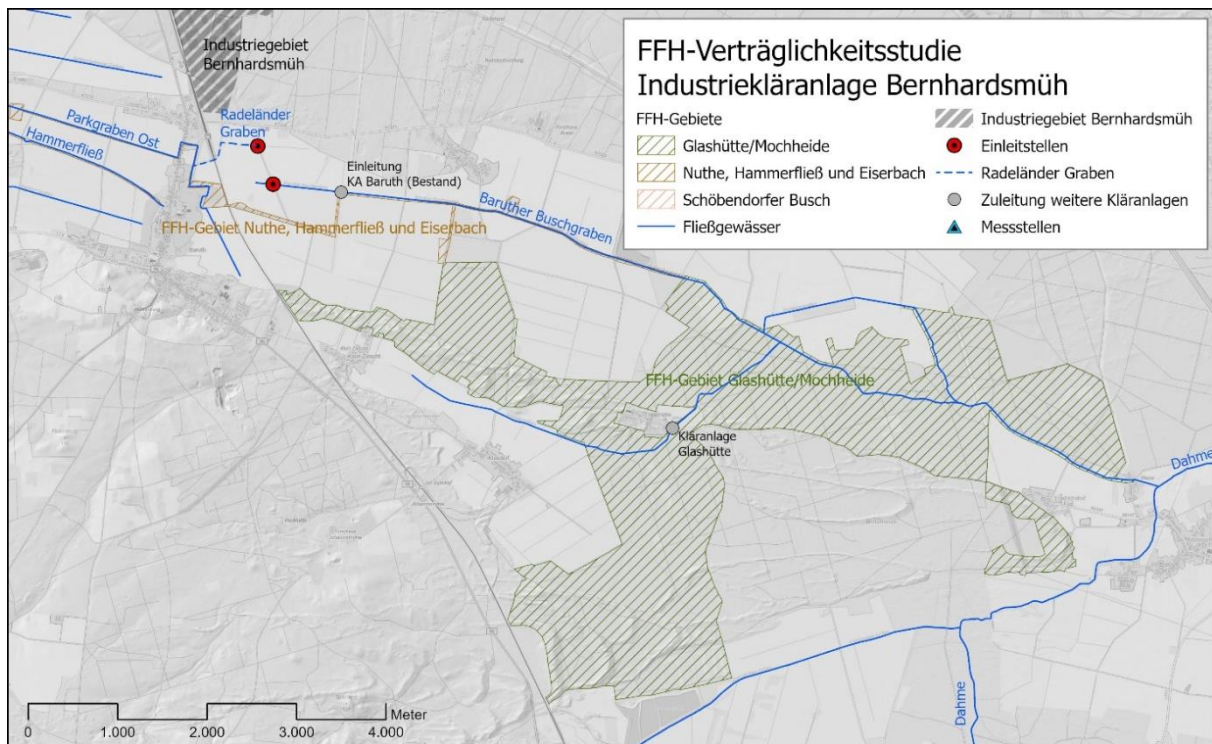 FFH-Verträglichkeitsstudie
Industriekläranlage Bernhardsmüh
FFH-Gebiete
Glashütte/Mochheide
Nuthe, Hammerfließ und Eiserbach
Schöbendorfer Busch
Fließgewässer
Industriegebiet Bernhardsmüh
Einleitstellen
Radeländer Graben
Zuleitung weitere Kläranlagen
Messstellen
Industriegebiet
Bernhardsmüh
Radeländer
Graben
Parkgraben Ost
Hammerfließ
Einleitung
KA Baruth (Bestand)
Baruther Buschgraben
FFH-Gebiet Nuthe, Hammerfließ und Eiserbach
FFH-Gebiet Glashütte/Mochheide
Kläranlage
Glashütte
Dahme
Dahme
0 1.000 2.000 3.000 4.000 Meter